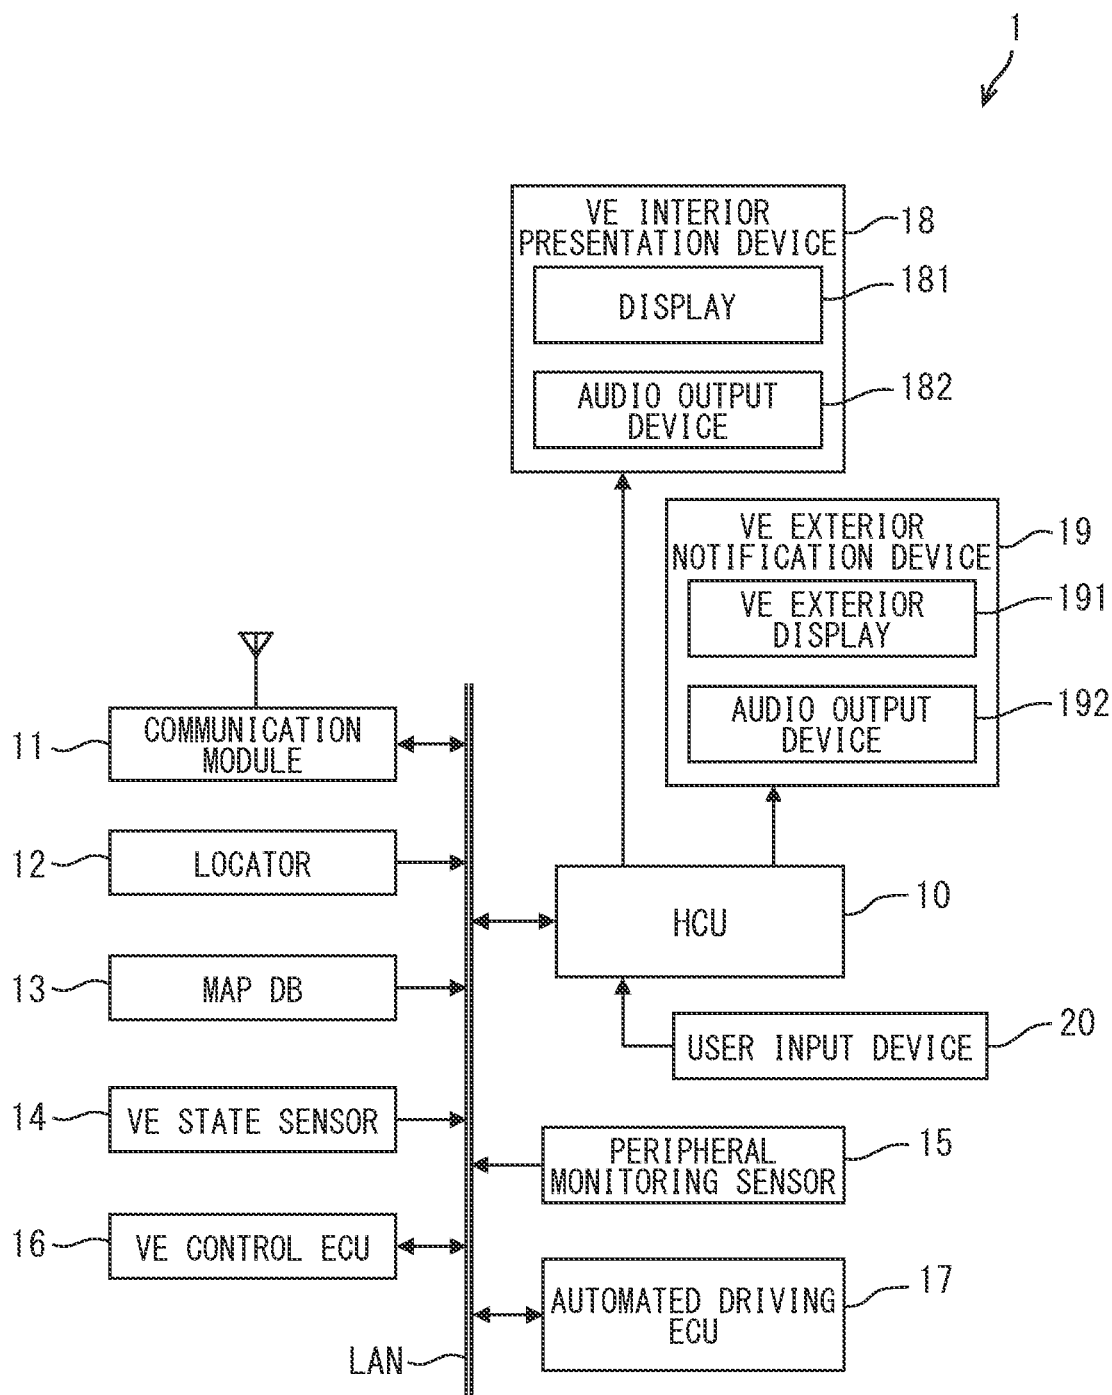 1
VE INTERIOR
PRESENTATION DEVICE
18
DISPLAY
181
AUDIO OUTPUT
DEVICE
182
VE EXTERIOR
NOTIFICATION DEVICE
19
VE EXTERIOR
DISPLAY
191
AUDIO OUTPUT
DEVICE
192
11
COMMUNICATION
MODULE
12
LOCATOR
HCU
10
13
MAP DB
USER INPUT DEVICE
20
14
VE STATE SENSOR
PERIPHERAL
MONITORING SENSOR
15
16
VE CONTROL ECU
AUTOMATED DRIVING
ECU
17
LAN